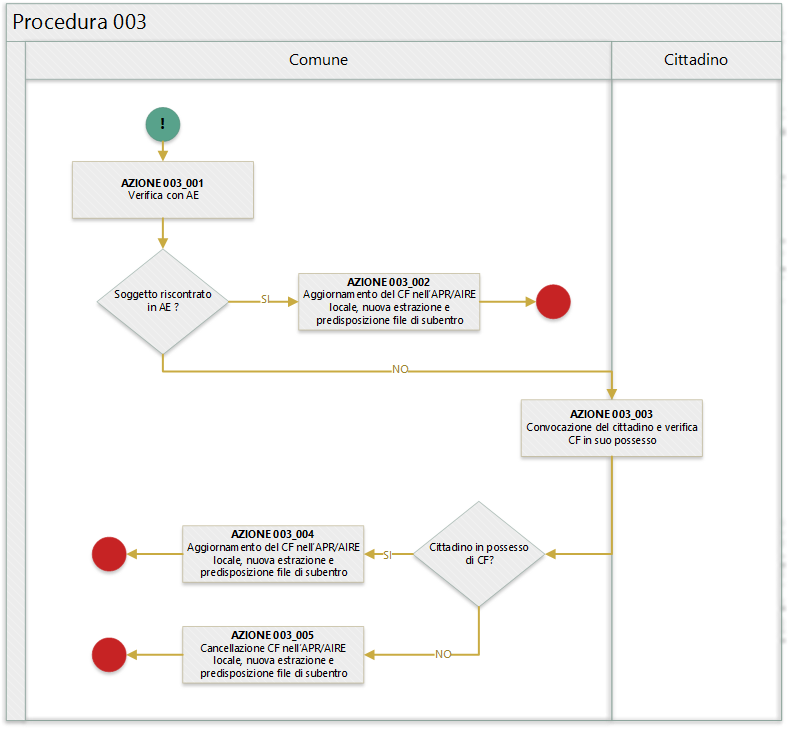 Procedura 003
Comune
Cittadino
!
AZIONE 003_001
Verifica con AE
Soggetto riscontrato
in AE ?
SI
AZIONE 003_002
Aggiornamento del CF nell'APR/AIRE
locale, nuova estrazione e
predisposizione file di subentro
NO
AZIONE 003_003
Convocazione del cittadino e verifica
CF in suo possesso
Cittadino in possesso
di CF?
SI
AZIONE 003_004
Aggiornamento del CF nell'APR/AIRE
locale, nuova estrazione e
predisposizione file di subentro
NO
AZIONE 003_005
Cancellazione CF nell'APR/AIRE
locale, nuova estrazione e
predisposizione file di subentro